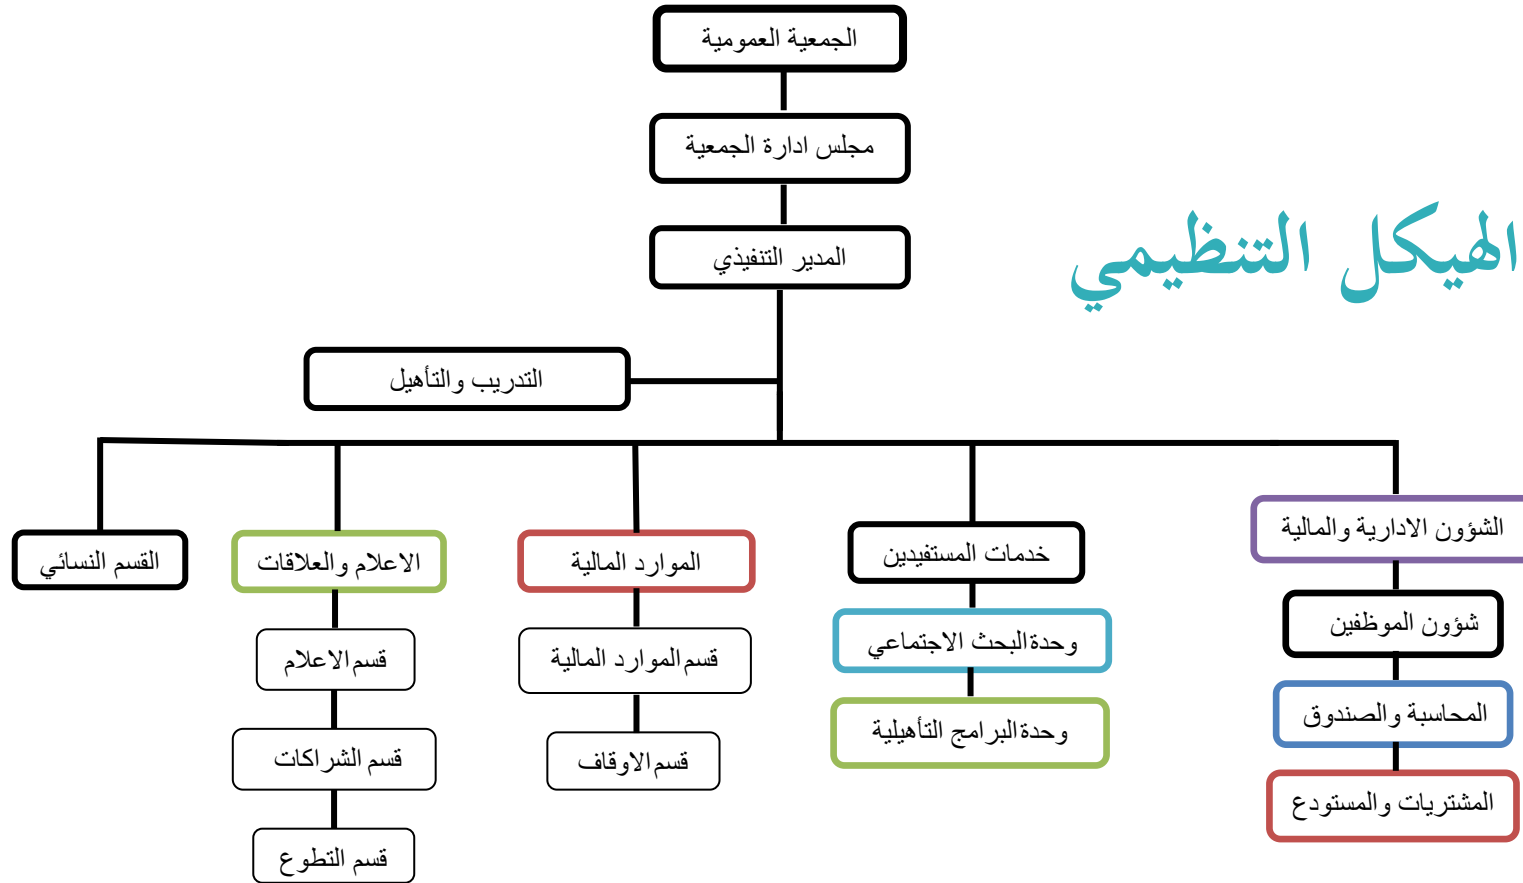 الجمعية العمومية
مجلس ادارة الجمعية
الهيكل التنظيمي
المدير التنفيذي
التدريب والتأهيل
الشؤون الادارية والمالية
خدمات المستفيدين
الموارد المالية
الاعلام والعلاقات
القسم النسائي
شؤون الموظفين
وحدة البحث الاجتماعي
قسم الموارد المالية
قسم الاعلام
المحاسبة والصندوق
وحدة البرامج التأهيلية
قسم الاوقاف
قسم الشراكات
المشتريات والمستودع
قسم التطوع